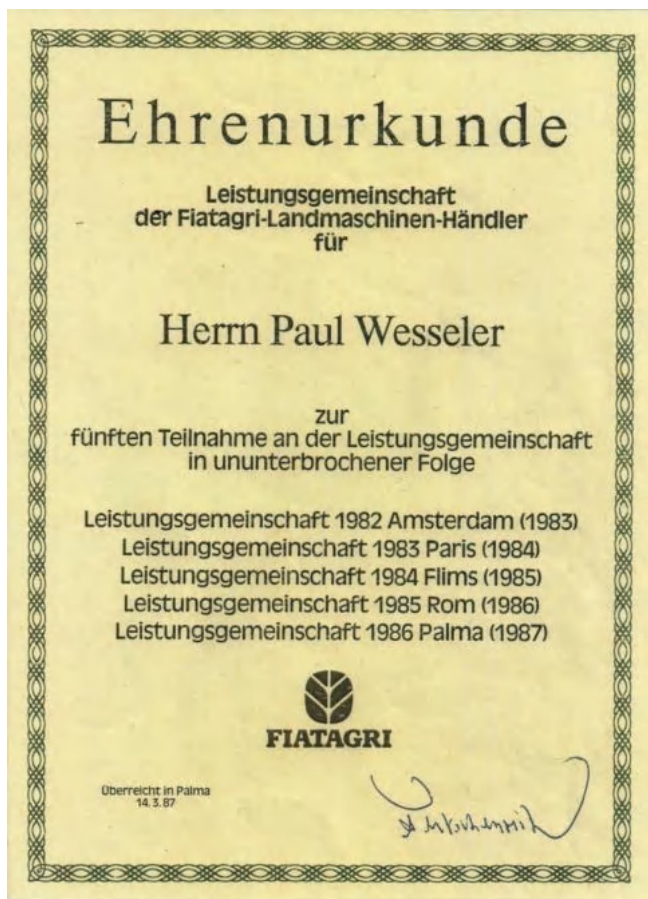 Ehrenurkunde
Leistungsgemeinschaft
der Fiatagri-Landmaschinen-Händler
für
Herrn Paul Wesseler
zur
fünften Teilnahme an der Leistungsgemeinschaft
in ununterbrochener Folge
Leistungsgemeinschaft 1982 Amsterdam (1983)
Leistungsgemeinschaft 1983 Paris (1984)
Leistungsgemeinschaft 1984 Flims (1985)
Leistungsgemeinschaft 1985 Rom (1986)
Leistungsgemeinschaft 1986 Palma (1987)
FIATAGRI
Überreicht in Palma
14.3.87